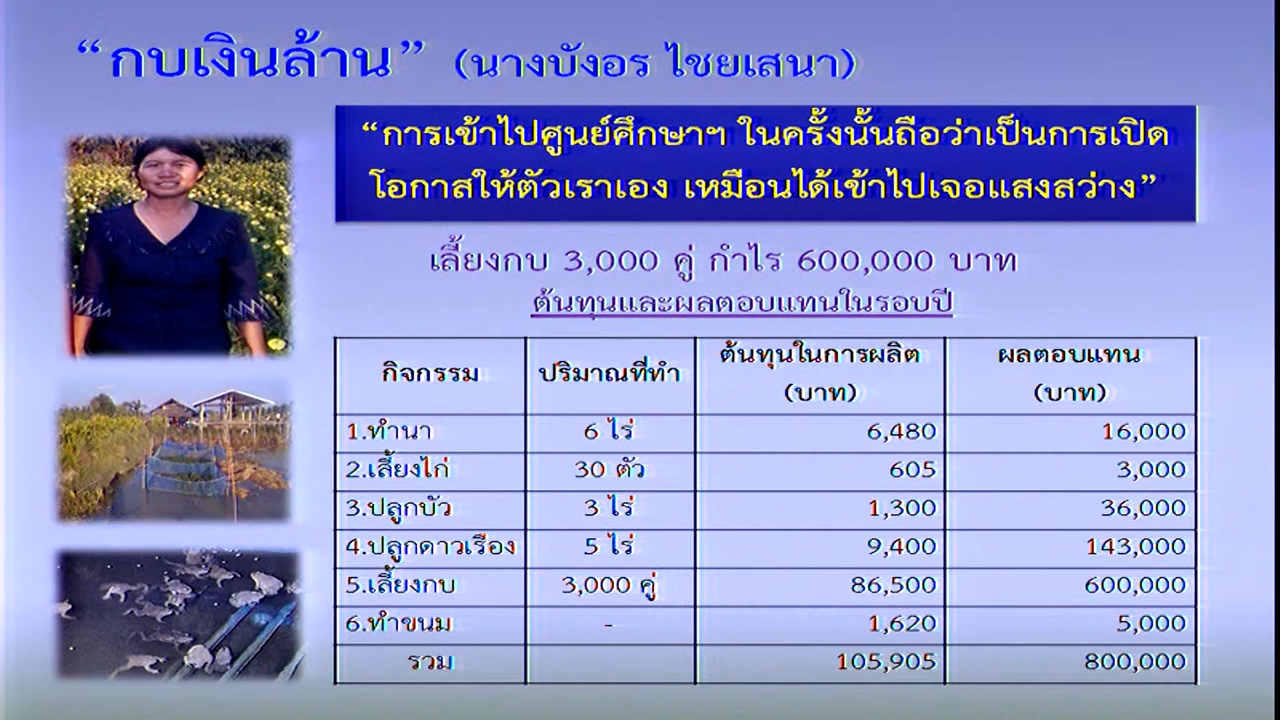 “กบเงินล้าน” (นางบังอร ไชยเสนา)
“การเข้าไปศูนย์ศึกษาฯ ในครั้งนั้นถือว่าเป็นการเปิด
โอกาสให้ตัวเราเอง เหมือนได้เข้าไปเจอแสงสว่าง”
เลี้ยงกบ 3,000 คู่ กำไร 600,000 บาท
ต้นทุนและผลตอบแทนในรอบปี
กิจกรรม ปริมาณที่ทำ ต้นทุนในการผลิต (บาท) ผลตอบแทน (บาท)
1.ทำนา 6 ไร่ 6,480 16,000
2.เลี้ยงไก่ 30 ตัว 605 3,000
3.ปลูกบัว 3 ไร่ 1,300 36,000
4.ปลูกดาวเรือง 5 ไร่ 9,400 143,000
5.เลี้ยงกบ 3,000 คู่ 86,500 600,000
6.ทำขนม - 1,620 5,000
รวม 105,905 800,000